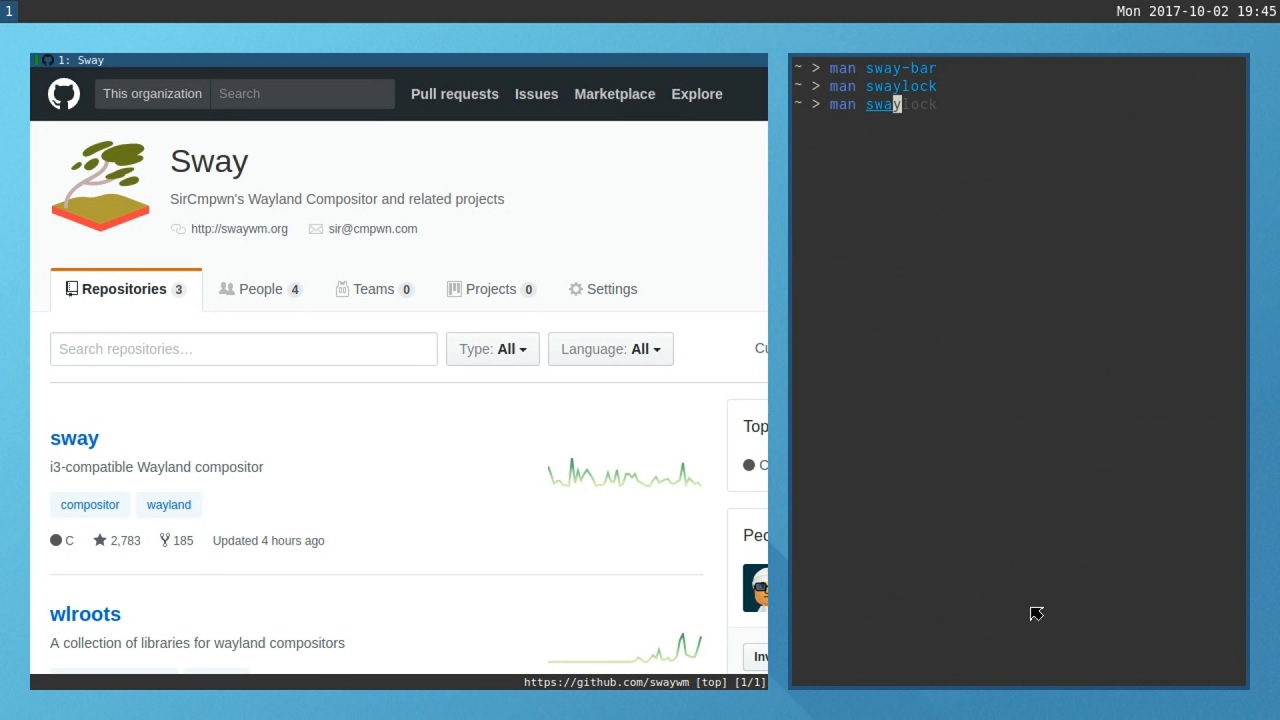 1
Mon 2017-10-02 19:45
1: Sway
This organization Search Pull requests Issues Marketplace Explore
Sway
SirCmpwn's Wayland Compositor and related projects
http://swaywm.org sir@cmpwn.com
Repositories 3 People 4 Teams 0 Projects 0 Settings
Search repositories… Type: All Language: All
sway
i3-compatible Wayland compositor
compositor wayland
C 2,783 185 Updated 4 hours ago
wlroots
A collection of libraries for wayland compositors
Top
https://github.com/swaywm [top] [1/1]
~ > man sway-bar
~ > man swaylock
~ > man swaylock